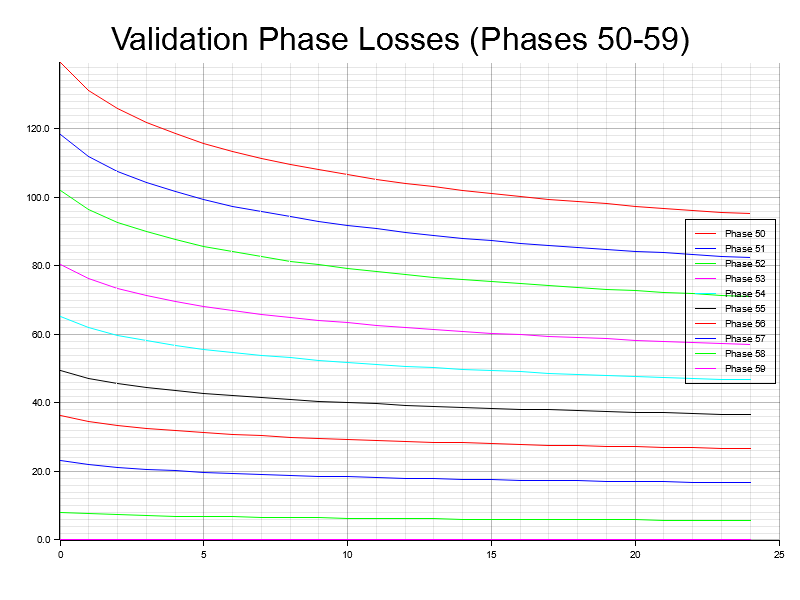 Validation Phase Losses (Phases 50-59)
120.0
100.0
80.0
60.0
40.0
20.0
0.0
0
5
10
15
20
25
Phase 50
Phase 51
Phase 52
Phase 53
Phase 54
Phase 55
Phase 56
Phase 57
Phase 58
Phase 59